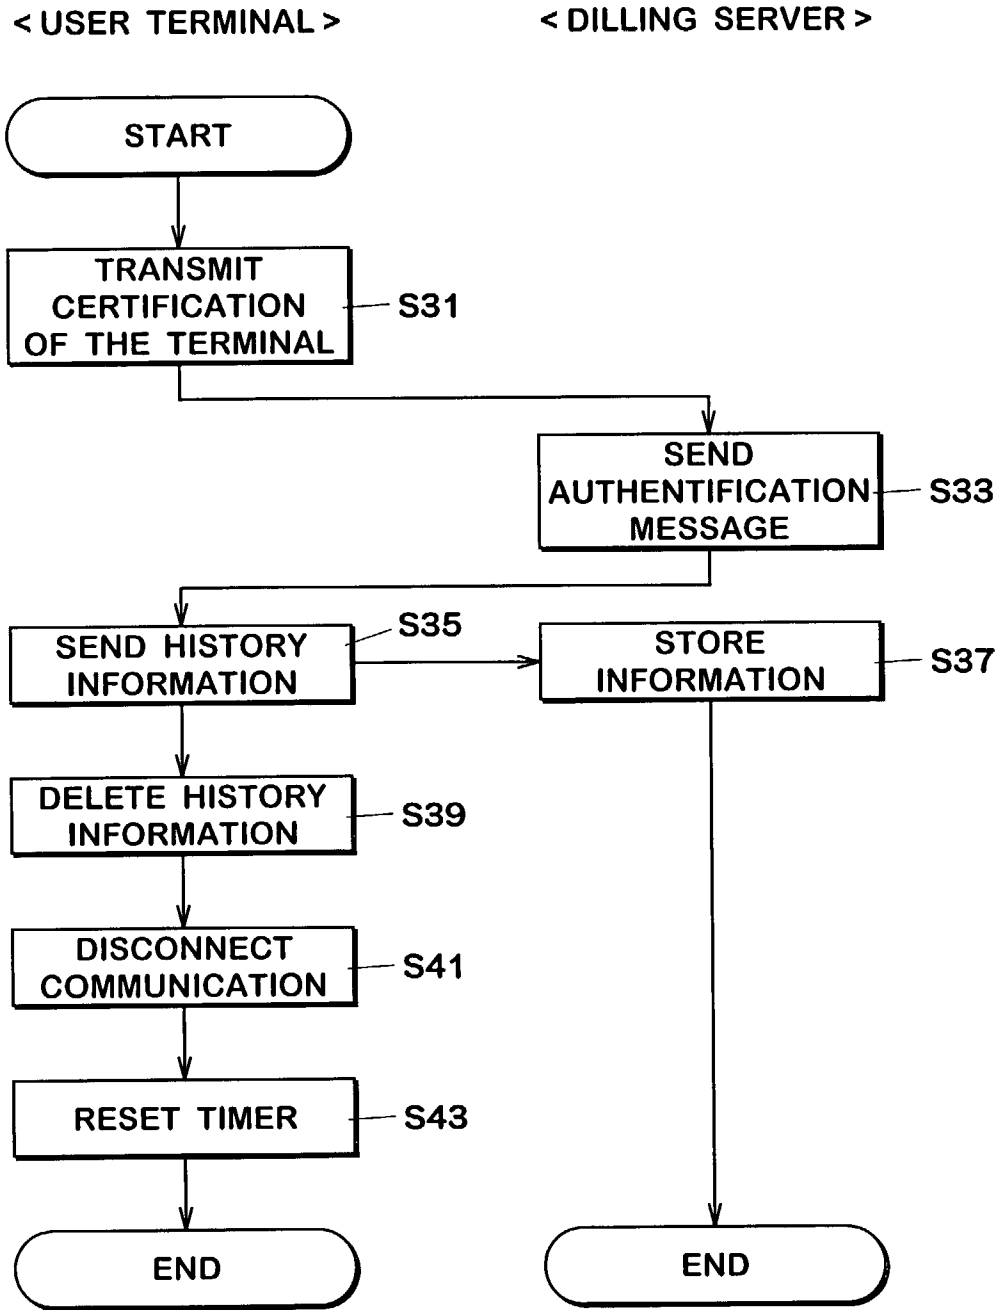 < USER TERMINAL >
< DILLING SERVER >
START
TRANSMIT
CERTIFICATION
OF THE TERMINAL
S31
SEND
AUTHENTIFICATION
MESSAGE
S33
SEND HISTORY
INFORMATION
S35
STORE
INFORMATION
S37
DELETE HISTORY
INFORMATION
S39
DISCONNECT
COMMUNICATION
S41
RESET TIMER
S43
END
END